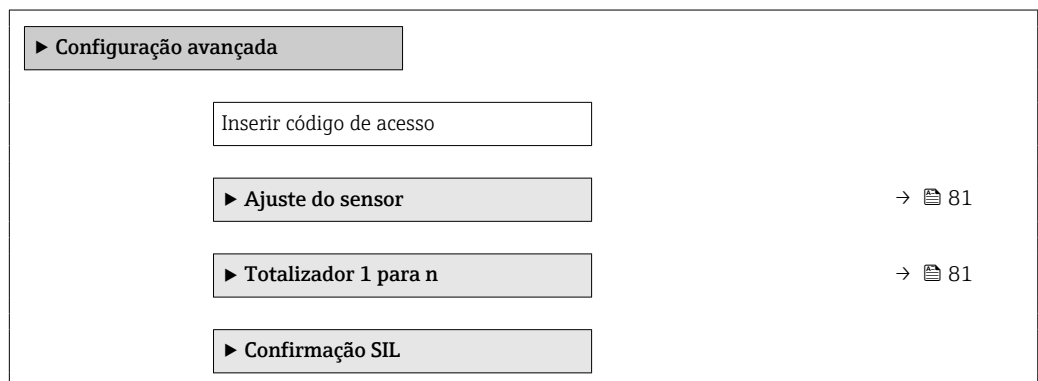 ▶ Configuração avançada
Inserir código de acesso
▶ Ajuste do sensor → 81
▶ Totalizador 1 para n → 81
▶ Confirmação SIL